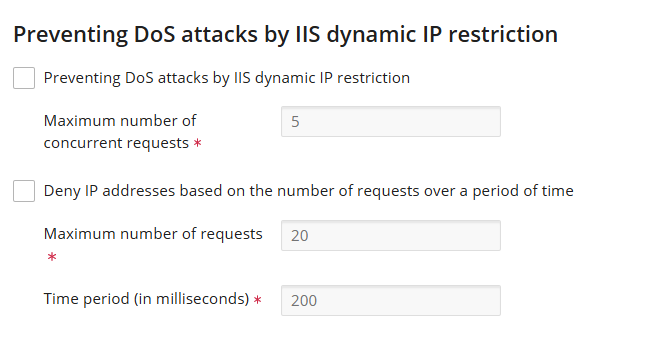 Preventing DoS attacks by IIS dynamic IP restriction
Preventing DoS attacks by IIS dynamic IP restriction
Maximum number of
concurrent requests *
5
Deny IP addresses based on the number of requests over a period of time
Maximum number of requests
*
20
Time period (in milliseconds) *
200